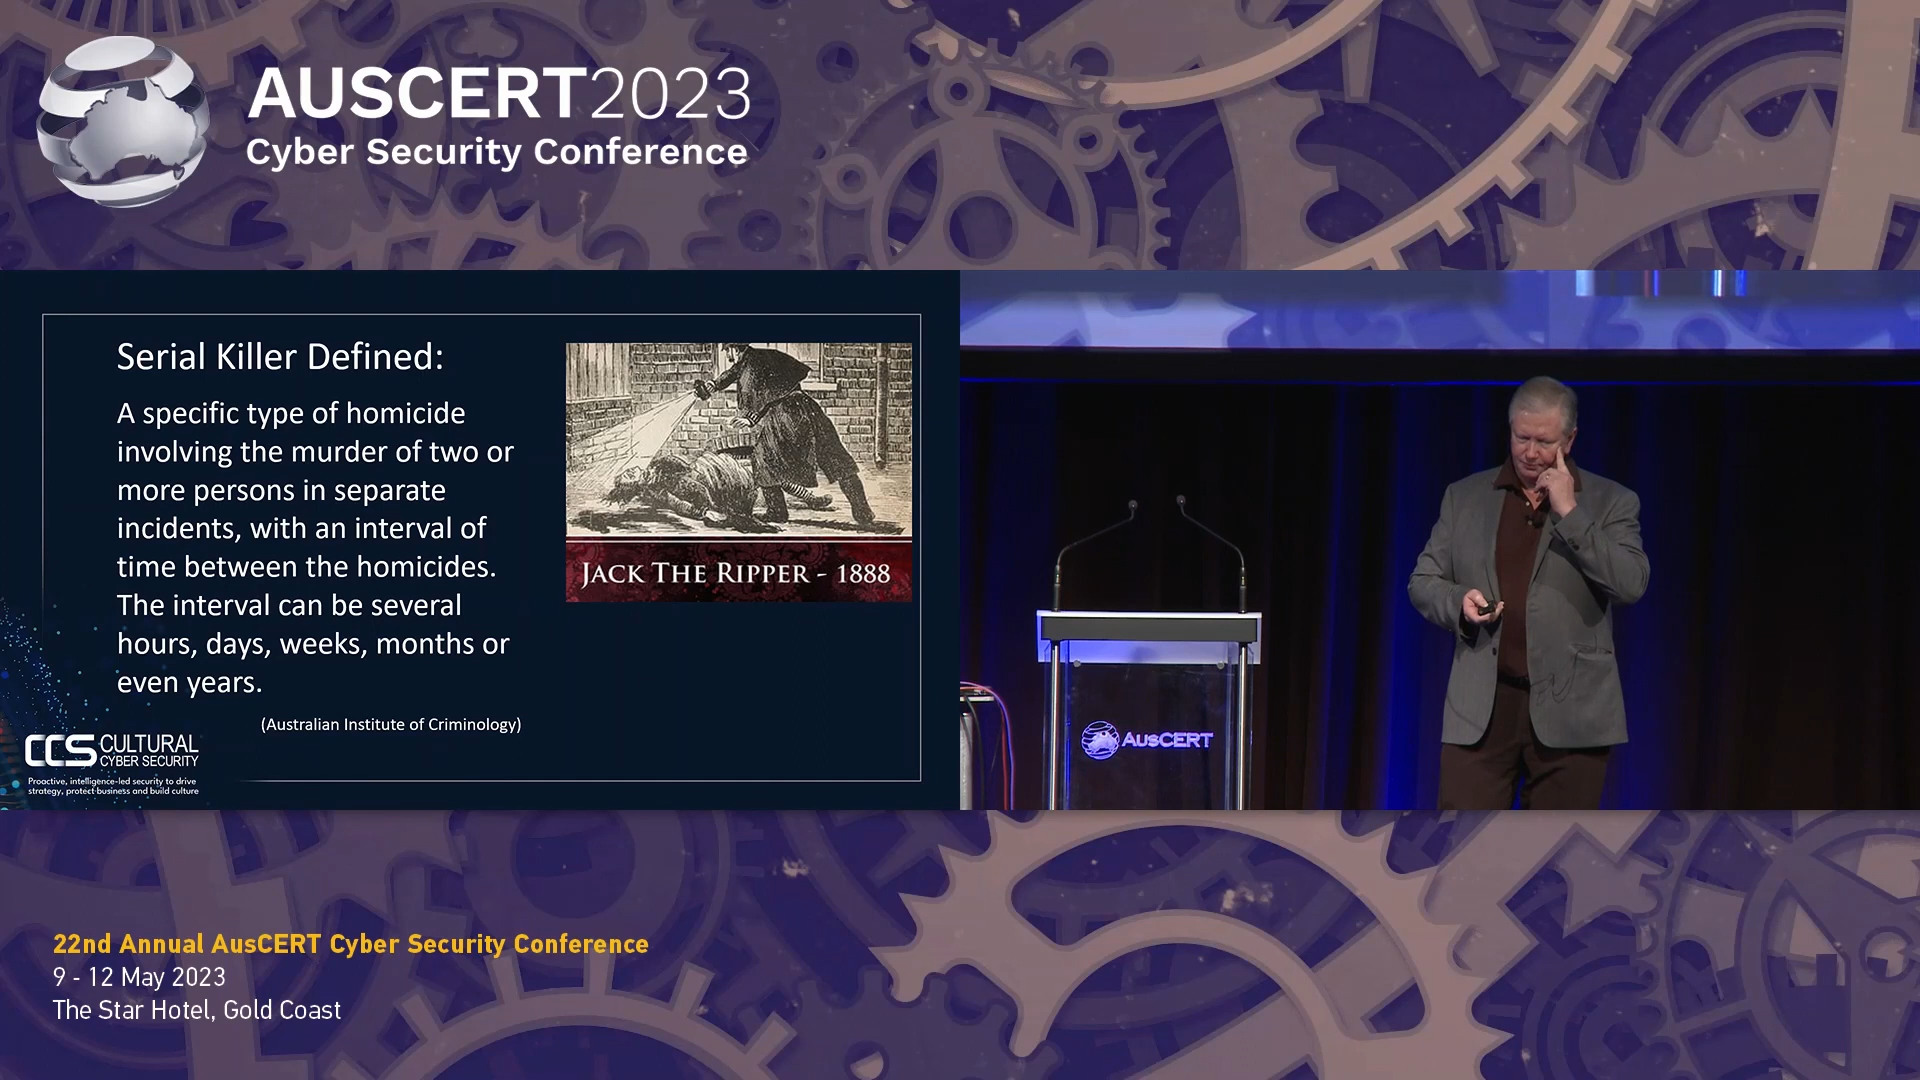 AUSCERT2023
Cyber Security Conference
Serial Killer Defined:
A specific type of homicide
involving the murder of two or
more persons in separate
incidents, with an interval of
time between the homicides.
The interval can be several
hours, days, weeks, months or
even years.
(Australian Institute of Criminology)
JACK THE RIPPER - 1888
CCS CULTURAL
CYBER SECURITY
Proactive, intelligence-led security to drive
strategy, protect business and build culture
AusCERT
22nd Annual AusCERT Cyber Security Conference
9 - 12 May 2023
The Star Hotel, Gold Coast